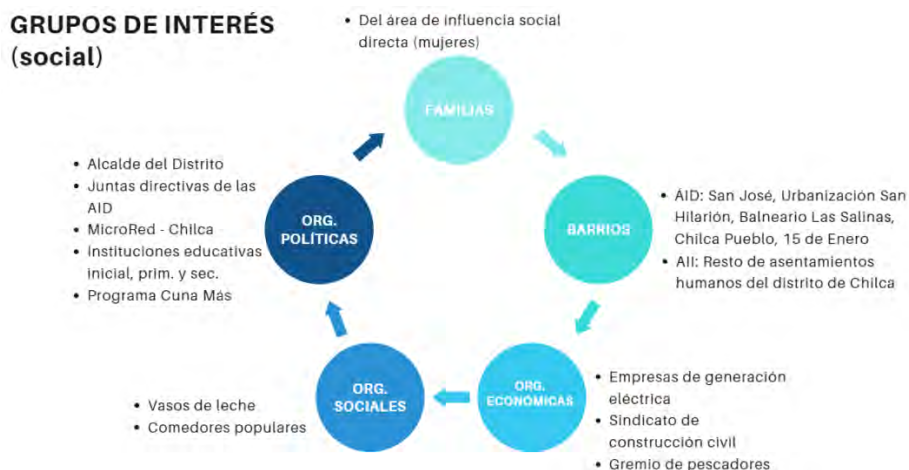 GRUPOS DE INTERÉS
(social)
• Del área de influencia social
directa (mujeres)
FAMILIAS
• Alcalde del Distrito
• Juntas directivas de las
AID
• MicroRed - Chilca
• Instituciones educativas
inicial, prim. y sec.
• Programa Cuna Más
ORG.
POLÍTICAS
BARRIOS
• ÁID: San José, Urbanización San
Hilarión, Balneario Las Salinas,
Chilca Pueblo, 15 de Enero
• AII: Resto de asentamientos
humanos del distrito de Chilca
• Vasos de leche
• Comedores populares
ORG.
SOCIALES
ORG.
ECONÓMICAS
• Empresas de generación
eléctrica
• Sindicato de
construcción civil
• Gremio de pescadores